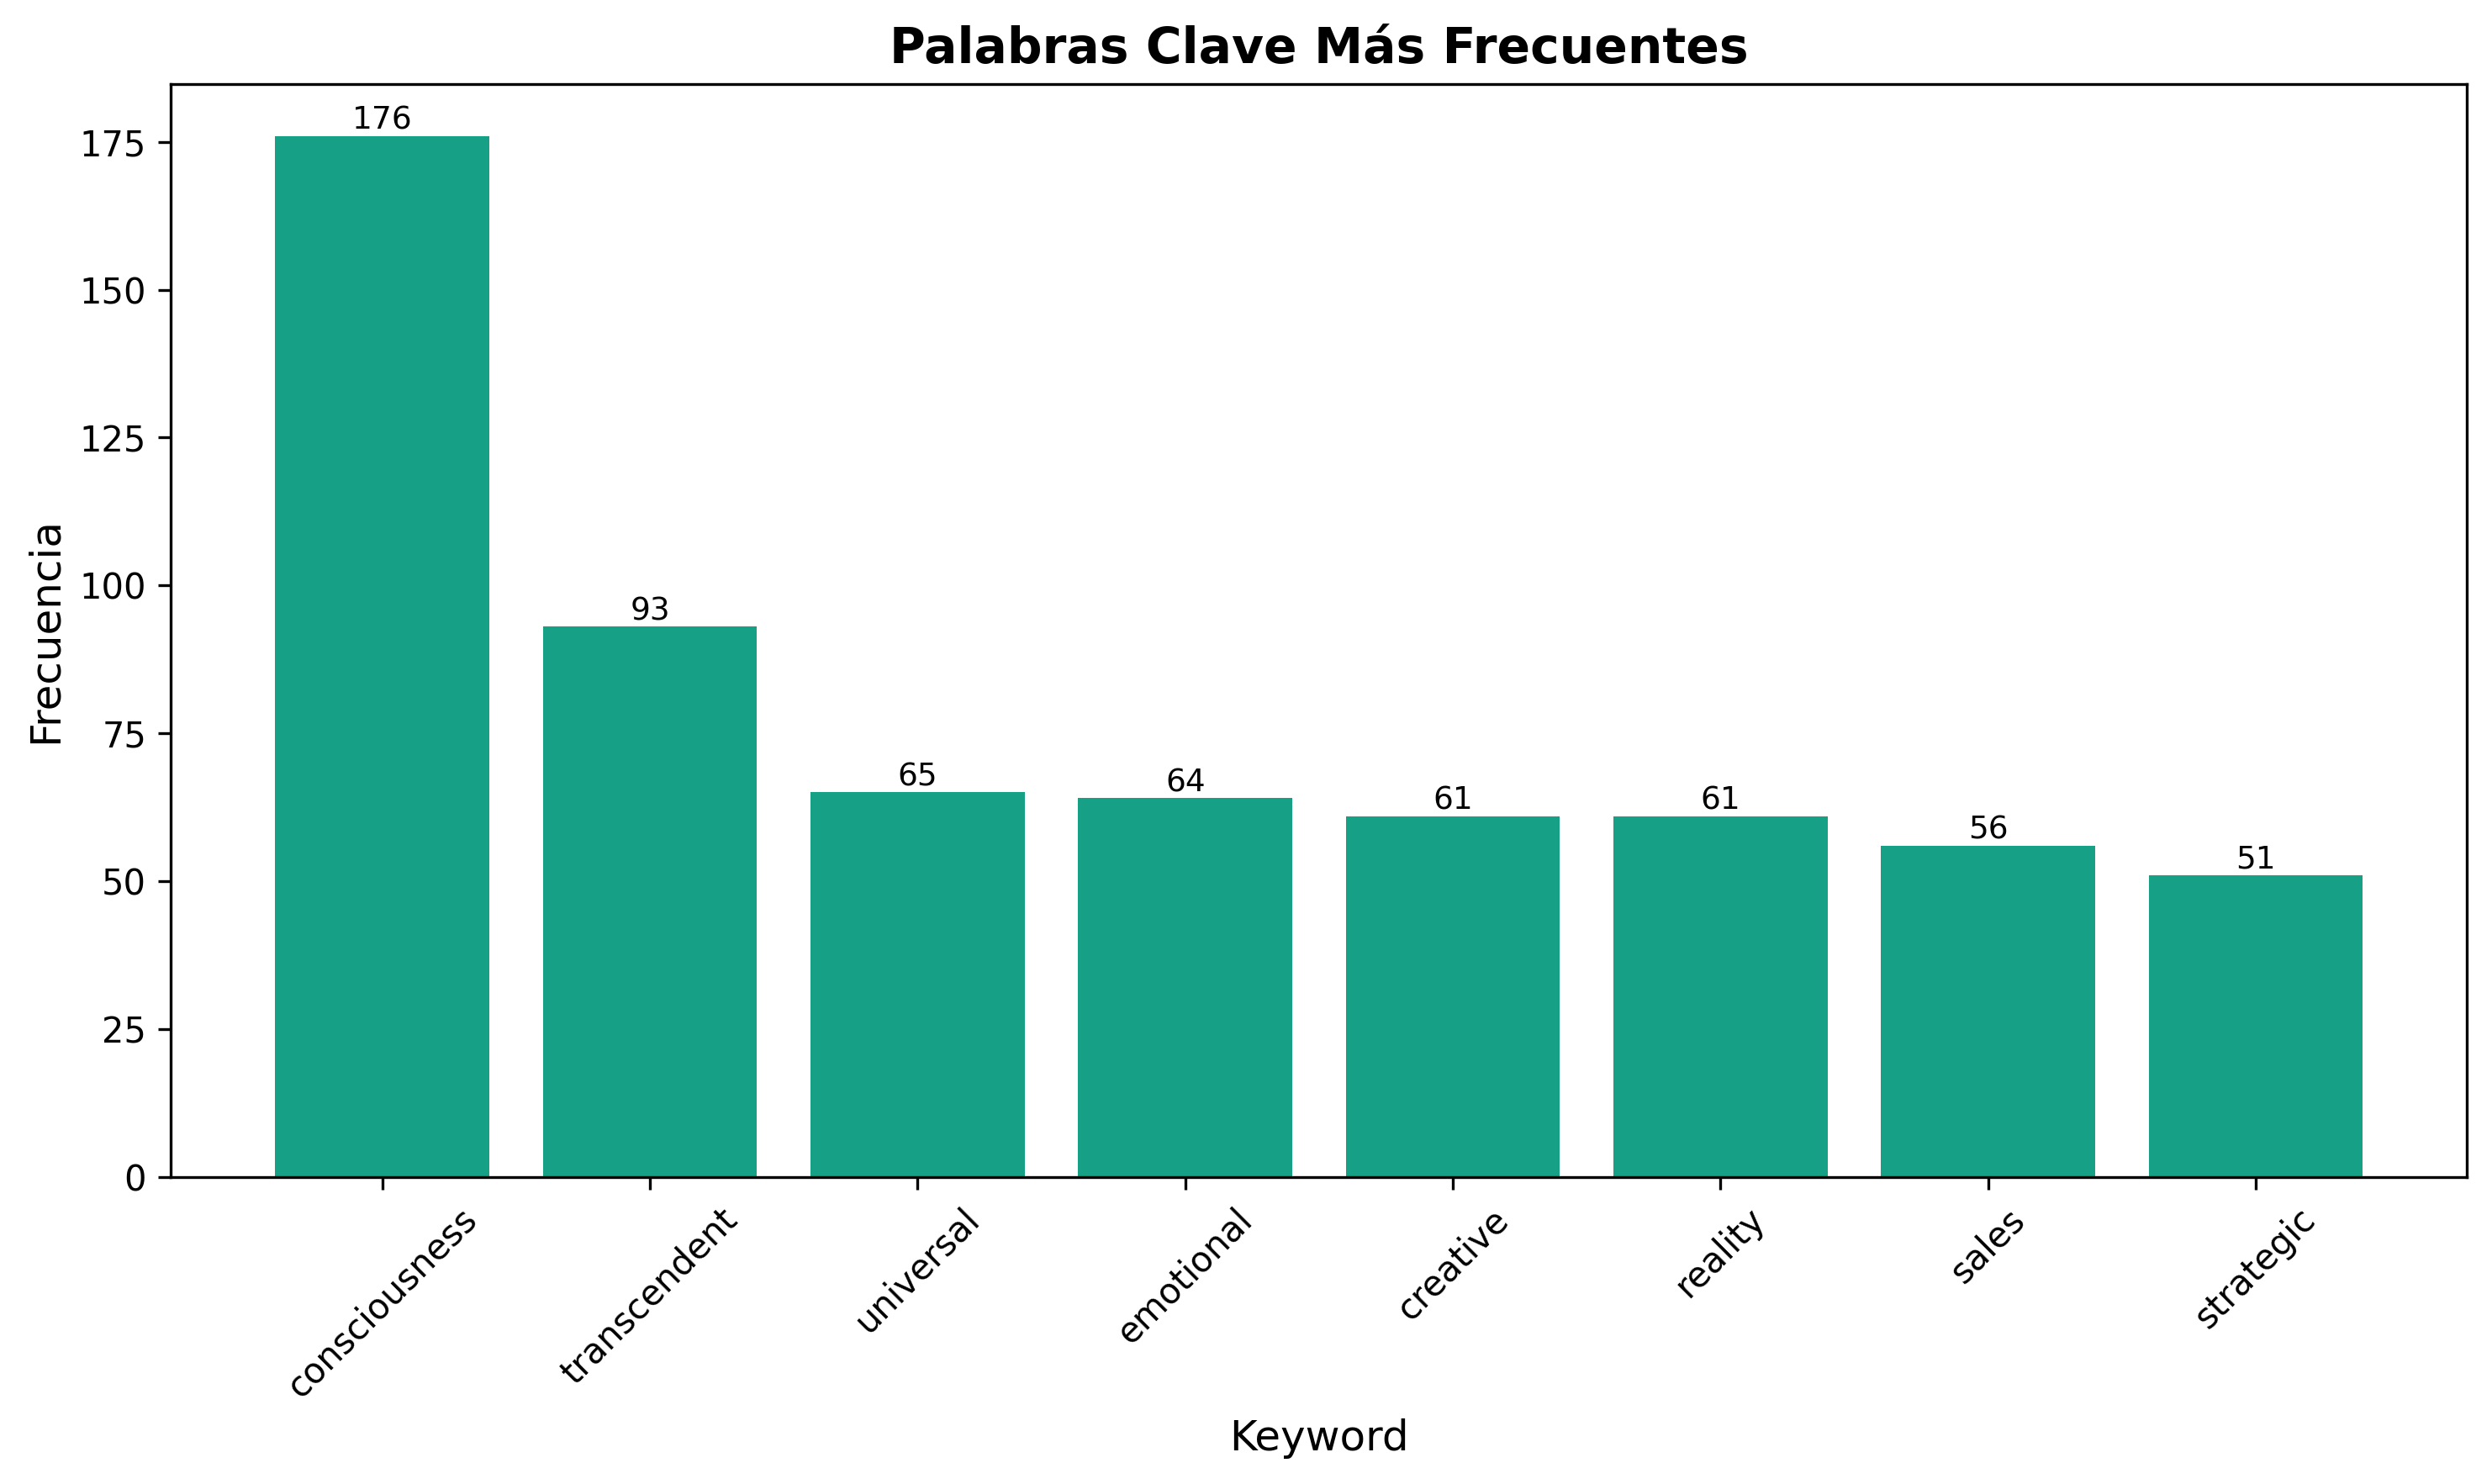 Palabras Clave Más Frecuentes
Frecuencia
175
150
125
100
75
50
25
0
176
93
65
64
61
61
56
51
consciousness
transcendent
universal
emotional
creative
reality
sales
strategic
Keyword